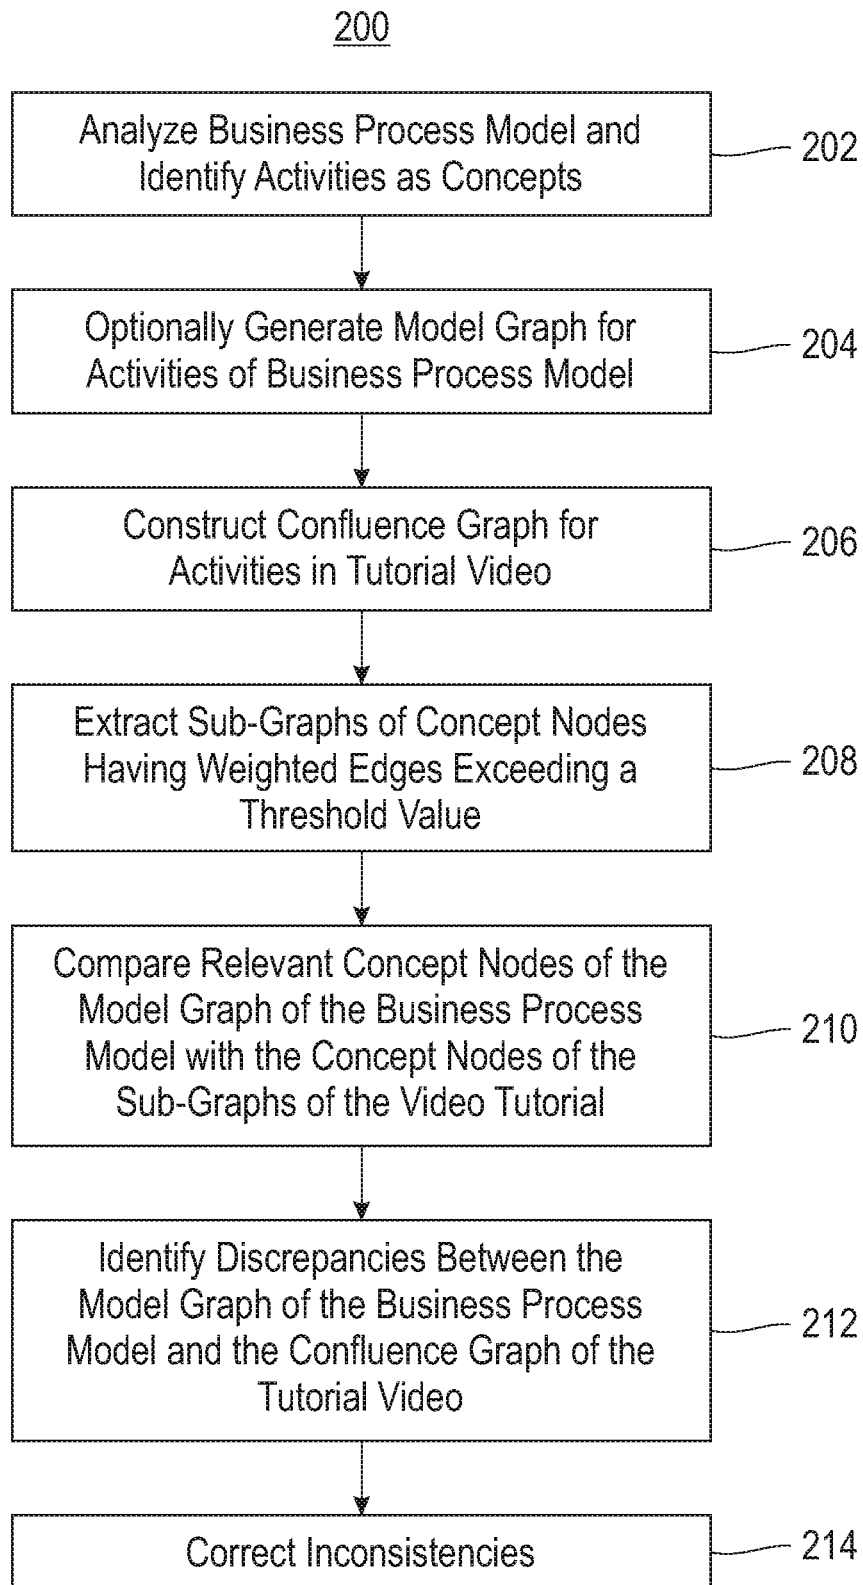 200
Analyze Business Process Model and
Identify Activities as Concepts
202
Optionally Generate Model Graph for
Activities of Business Process Model
204
Construct Confluence Graph for
Activities in Tutorial Video
206
Extract Sub-Graphs of Concept Nodes
Having Weighted Edges Exceeding a
Threshold Value
208
Compare Relevant Concept Nodes of the
Model Graph of the Business Process
Model with the Concept Nodes of the
Sub-Graphs of the Video Tutorial
210
Identify Discrepancies Between the
Model Graph of the Business Process
Model and the Confluence Graph of the
Tutorial Video
212
Correct Inconsistencies
214